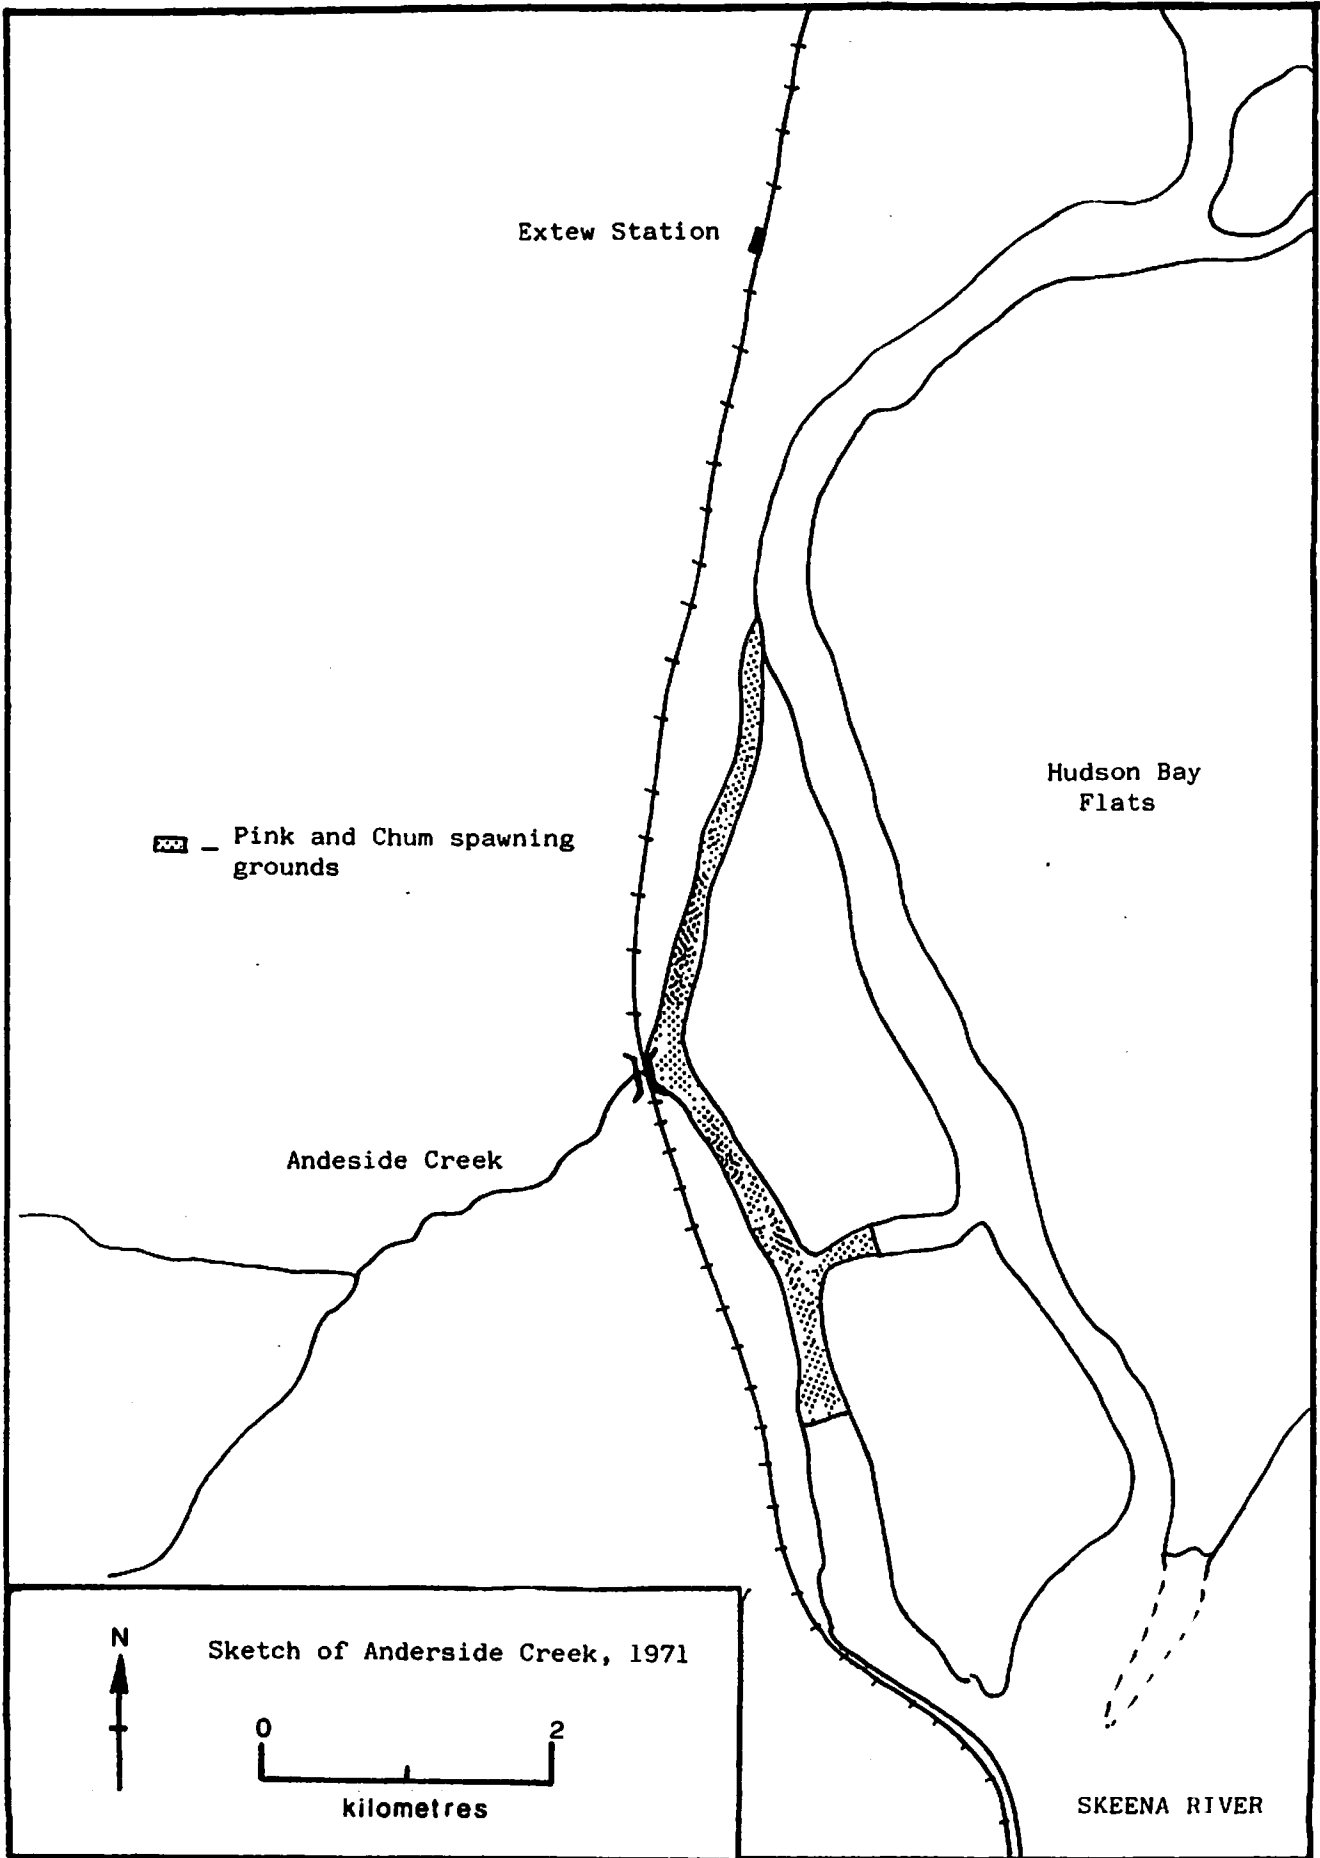 Extew Station
Hudson Bay
Flats
Pink and Chum spawning
grounds
Andeside Creek
N
Sketch of Anderside Creek, 1971
0 2
kilometres
SKEENA RIVER